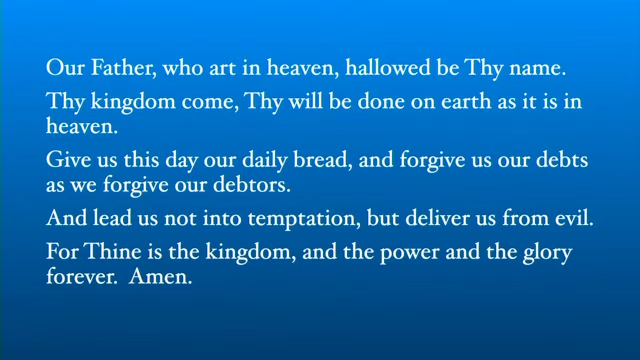 Our Father, who art in heaven, hallowed be Thy name.
Thy kingdom come, Thy will be done on earth as it is in
heaven.
Give us this day our daily bread, and forgive us our debts
as we forgive our debtors.
And lead us not into temptation, but deliver us from evil.
For Thine is the kingdom, and the power and the glory
forever.  Amen.